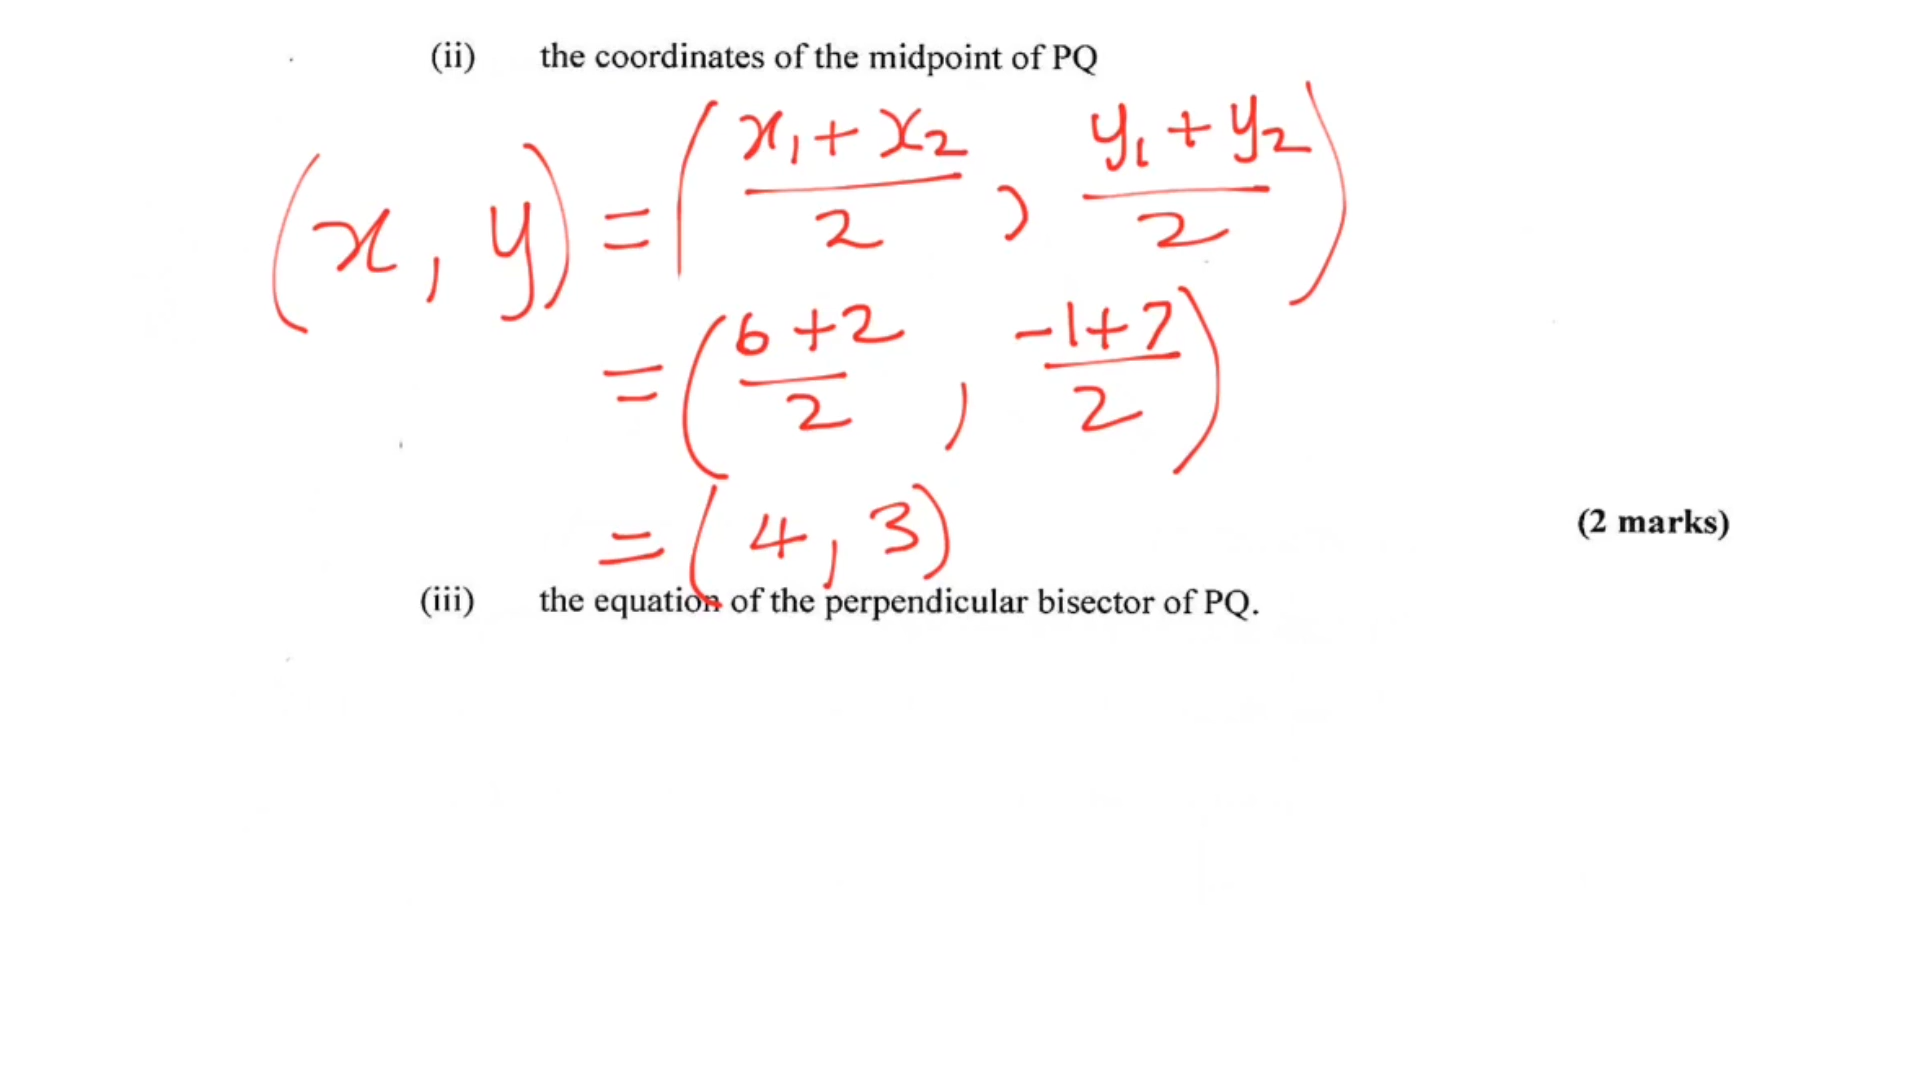 (ii) the coordinates of the midpoint of PQ
(x, y) = ( x₁ + x₂ / 2 , y₁ + y₂ / 2 )
= ( 6 + 2 / 2 , -1 + 7 / 2 )
= ( 4, 3 )
(2 marks)
(iii) the equation of the perpendicular bisector of PQ.